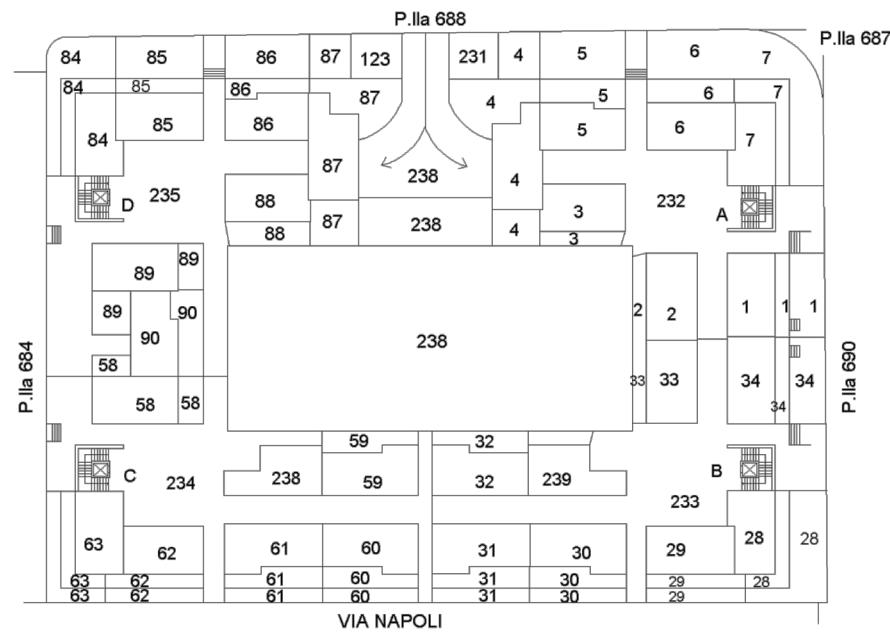 P.lla 688
P.lla 687
84 85 86 87 123 231 4 5 6 7
84 85 86 87 4 5 6 7
84 85 86 87 4 5 6 7
D 235 88 238 3 232 A
88 87 238 4 3
89 89
89 90 90
58
58 58
238
2 2 1 1 1
33 33 34 34 34
P.lla 684
P.lla 690
59 32
C 234 238 59 32 239 233 B
63 62 61 60 31 30 29 28 28
63 62 61 60 31 30 29 28
63 62 61 60 31 30 29
VIA NAPOLI